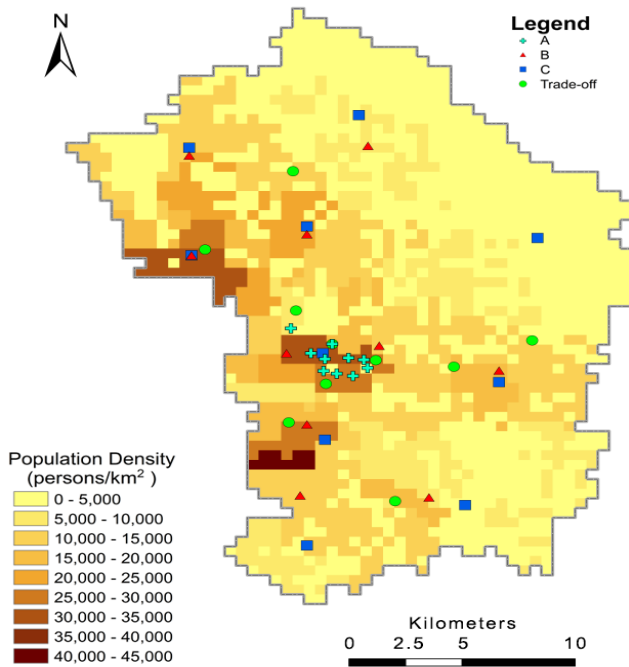 N
Legend
A
B
C
Trade-off
Population Density
(persons/km²)
0 - 5,000
5,000 - 10,000
10,000 - 15,000
15,000 - 20,000
20,000 - 25,000
25,000 - 30,000
30,000 - 35,000
35,000 - 40,000
40,000 - 45,000
Kilometers
0 2.5 5 10